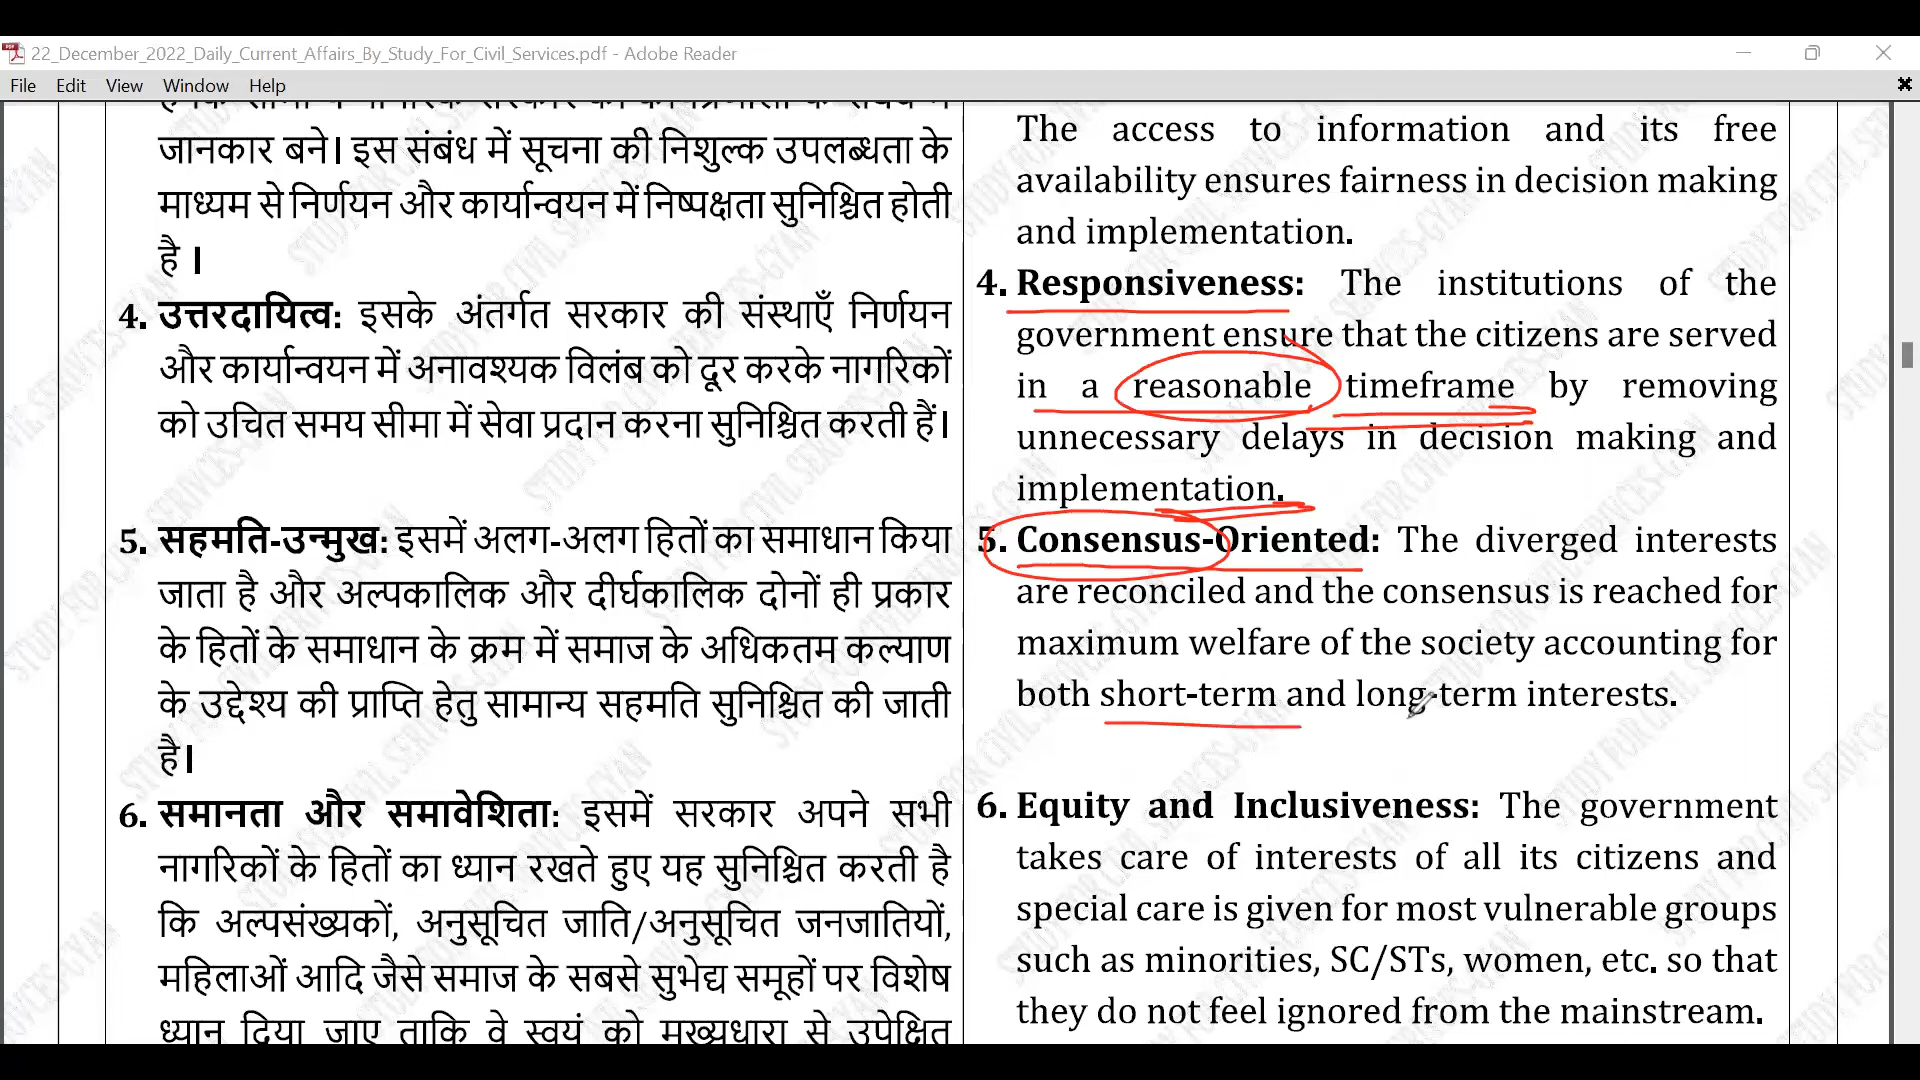 22_December_2022_Daily_Current_Affairs_By_Study_For_Civil_Services.pdf - Adobe Reader
File Edit View Window Help
जानकार बने। इस संबंध में सूचना की निशुल्क उपलब्धता के
माध्यम से निर्णयन और कार्यान्वयन में निष्पक्षता सुनिश्चित होती
है ।
4. उत्तरदायित्व: इसके अंतर्गत सरकार की संस्थाएँ निर्णयन
और कार्यान्वयन में अनावश्यक विलंब को दूर करके नागरिकों
को उचित समय सीमा में सेवा प्रदान करना सुनिश्चित करती हैं।
5. सहमति-उन्मुख: इसमें अलग-अलग हितों का समाधान किया
जाता है और अल्पकालिक और दीर्घकालिक दोनों ही प्रकार
के हितों के समाधान के क्रम में समाज के अधिकतम कल्याण
के उद्देश्य की प्राप्ति हेतु सामान्य सहमति सुनिश्चित की जाती
है।
6. समानता और समावेशिता: इसमें सरकार अपने सभी
नागरिकों के हितों का ध्यान रखते हुए यह सुनिश्चित करती है
कि अल्पसंख्यकों, अनुसूचित जाति/अनुसूचित जनजातियों,
महिलाओं आदि जैसे समाज के सबसे सुभेद्य समूहों पर विशेष
ध्यान दिया जाए ताकि वे स्वयं को मुख्यधारा से उपेक्षित
The access to information and its free
availability ensures fairness in decision making
and implementation.
4. Responsiveness: The institutions of the
government ensure that the citizens are served
in a reasonable timeframe by removing
unnecessary delays in decision making and
implementation.
5. Consensus-Oriented: The diverged interests
are reconciled and the consensus is reached for
maximum welfare of the society accounting for
both short-term and long-term interests.
6. Equity and Inclusiveness: The government
takes care of interests of all its citizens and
special care is given for most vulnerable groups
such as minorities, SC/STs, women, etc. so that
they do not feel ignored from the mainstream.